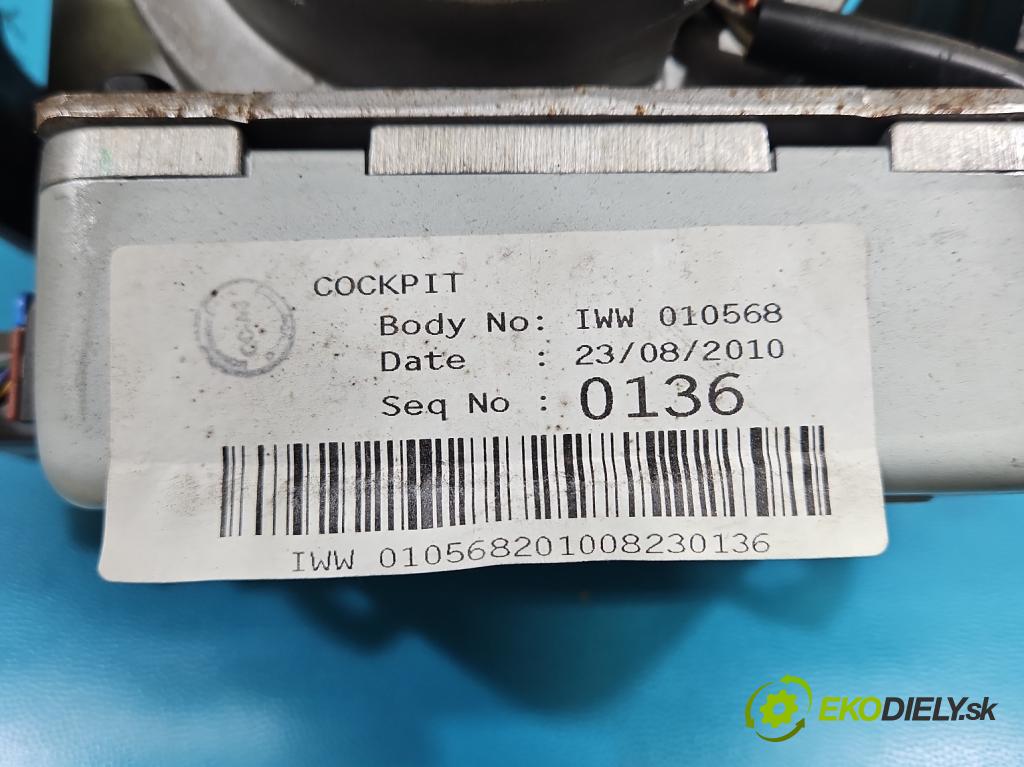 COCKPIT
Body No: IWW 010568
Date : 23/08/2010
Seq No : 0136
IWW 010568201008230136
EKODIELY.sk